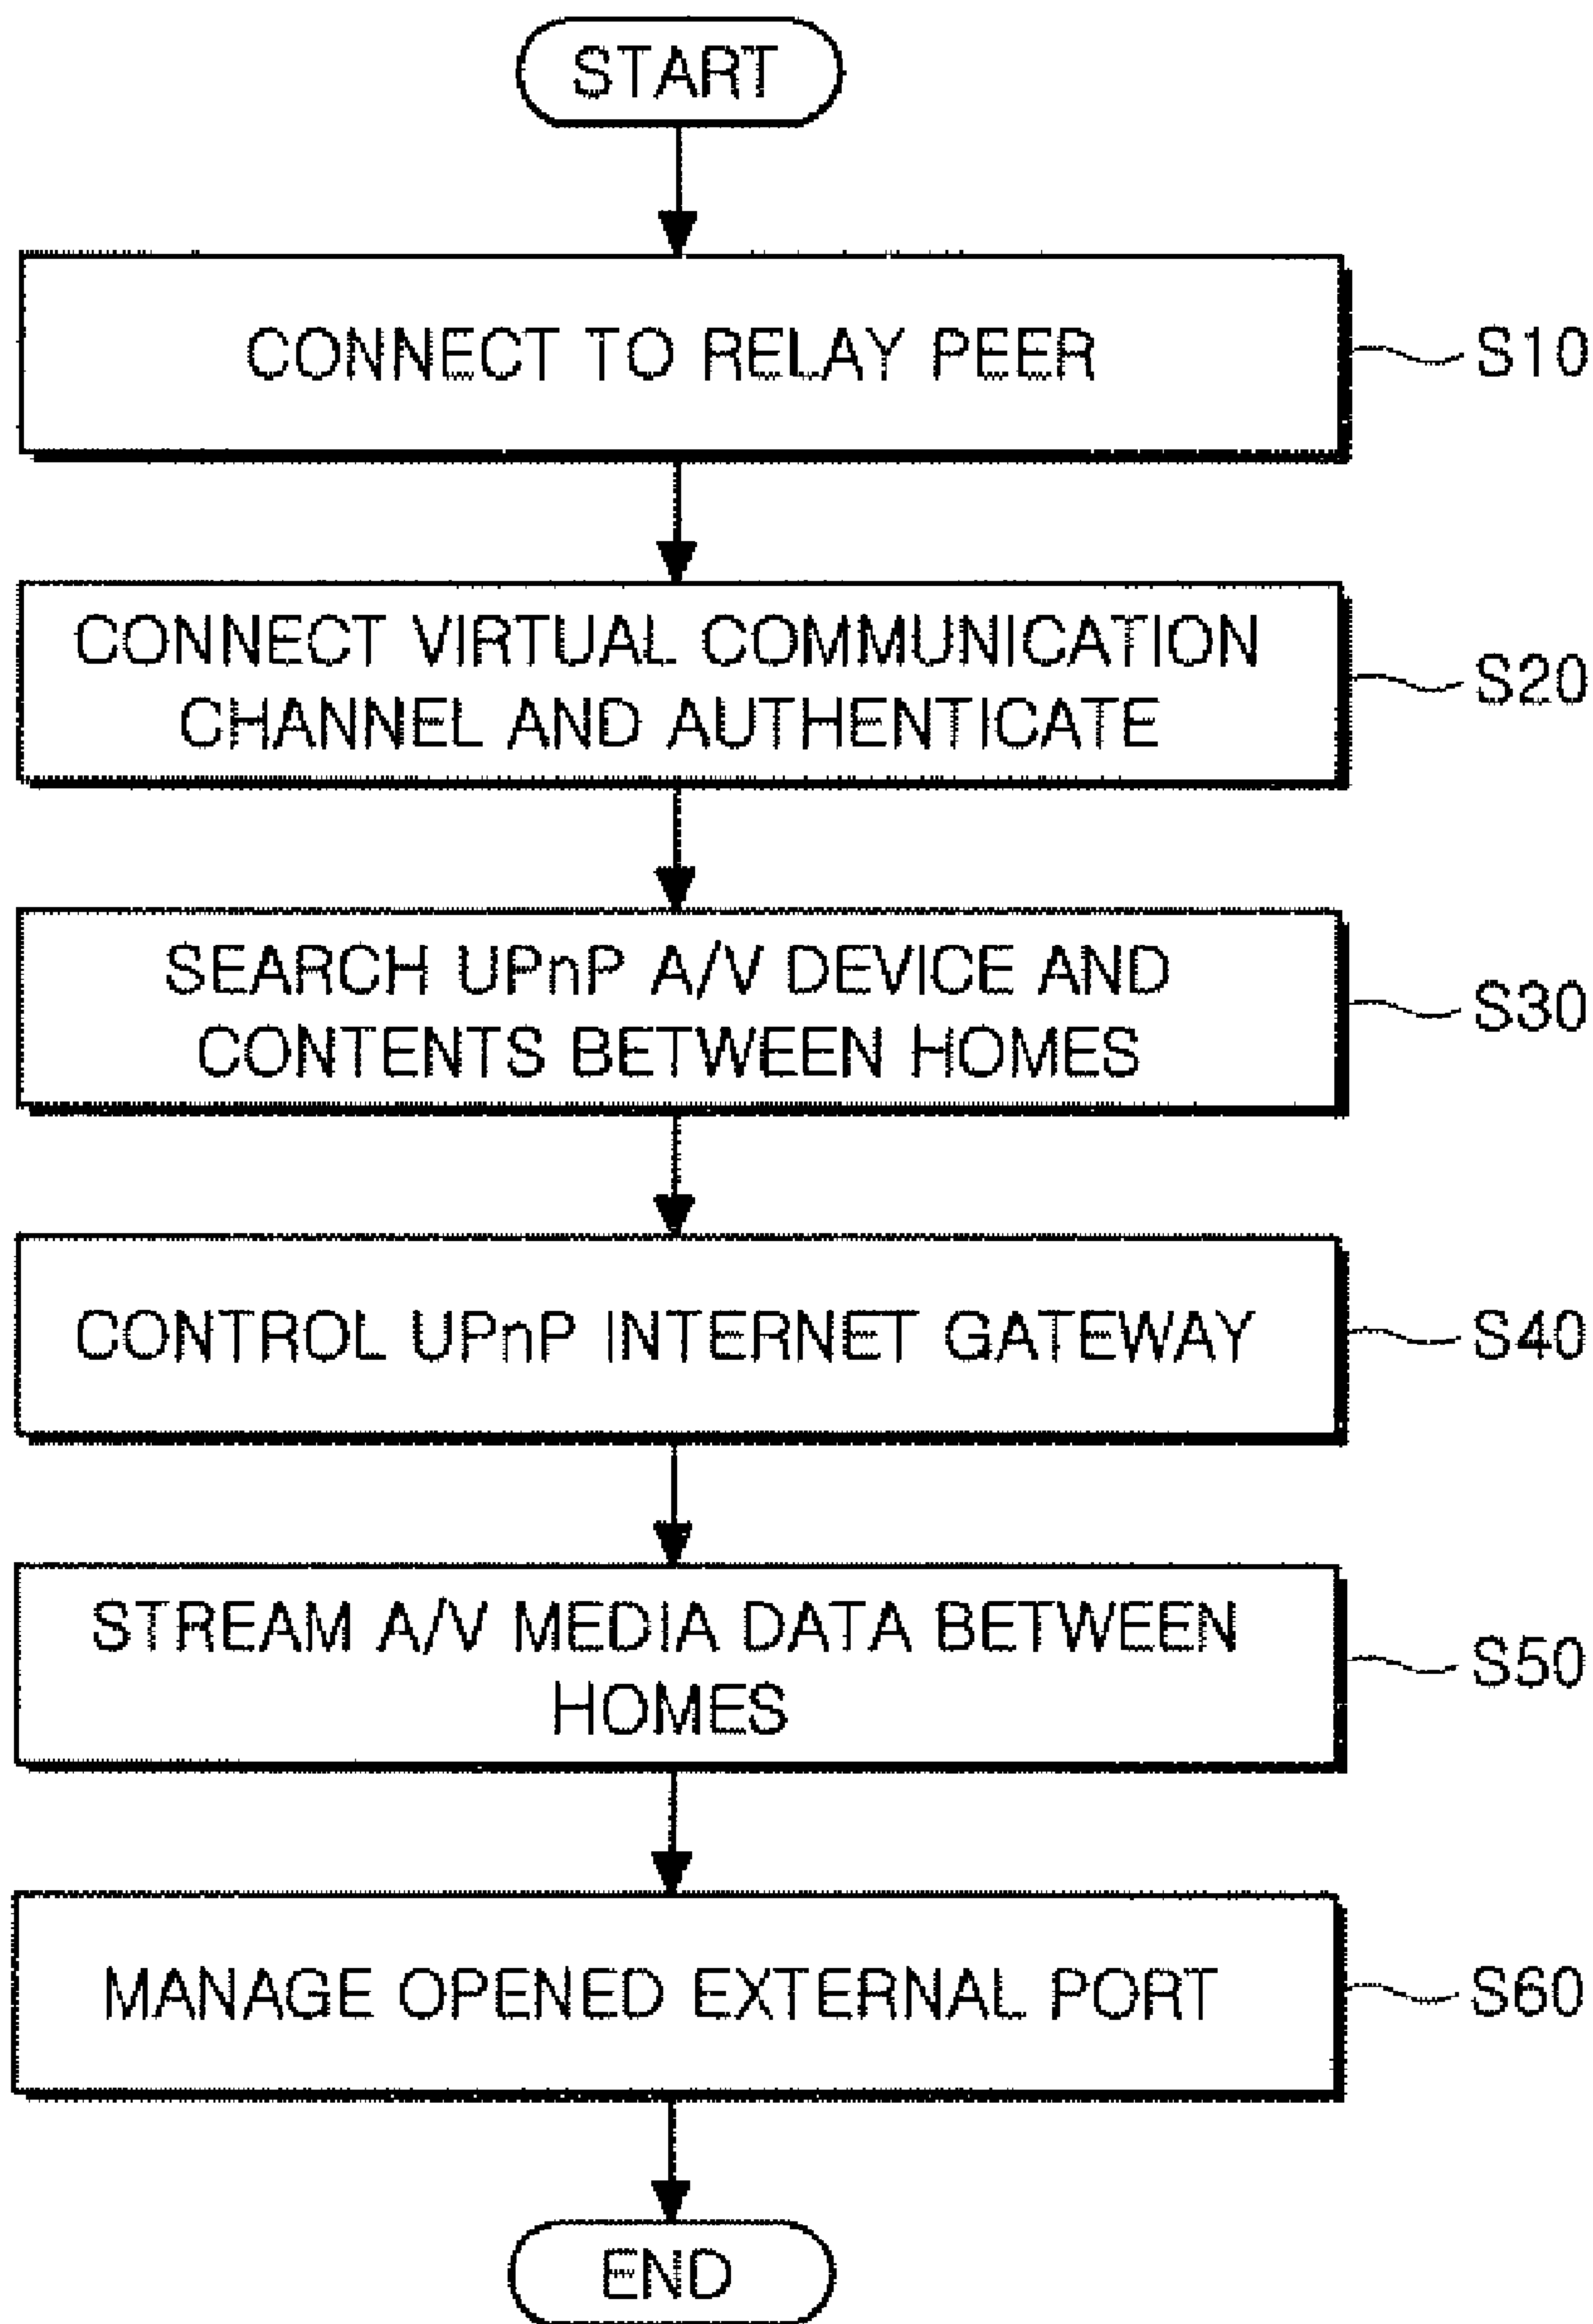 START
CONNECT TO RELAY PEER
S10
CONNECT VIRTUAL COMMUNICATION
CHANNEL AND AUTHENTICATE
S20
SEARCH UPnP A/V DEVICE AND
CONTENTS BETWEEN HOMES
S30
CONTROL UPnP INTERNET GATEWAY
S40
STREAM A/V MEDIA DATA BETWEEN
HOMES
S50
MANAGE OPENED EXTERNAL PORT
S60
END